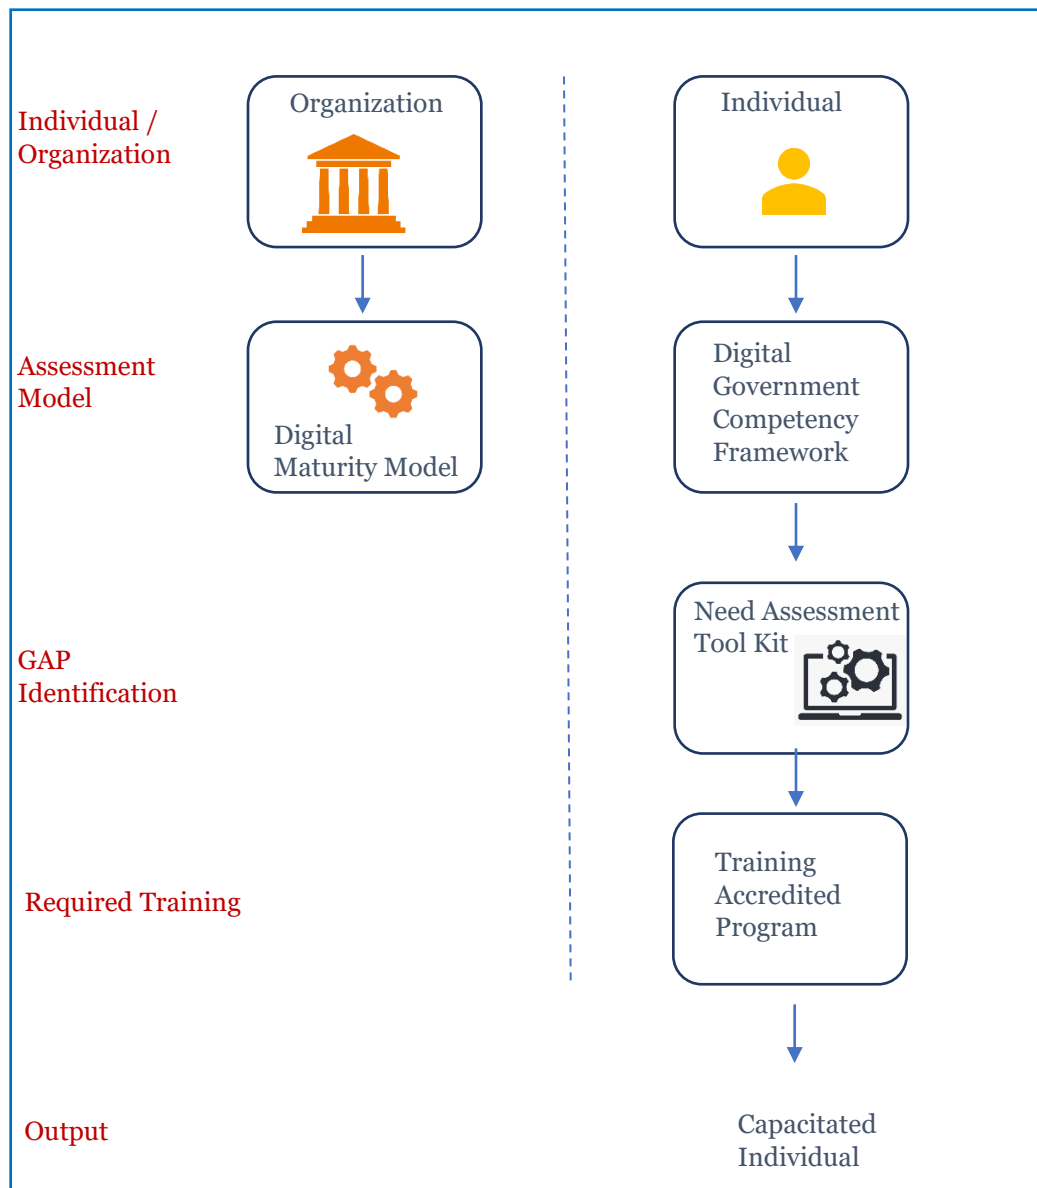 Individual /
Organization
Organization
Individual
Assessment
Model
Digital
Maturity Model
Digital
Government
Competency
Framework
GAP
Identification
Need Assessment
Tool Kit
Required Training
Training
Accredited
Program
Output
Capacitated
Individual